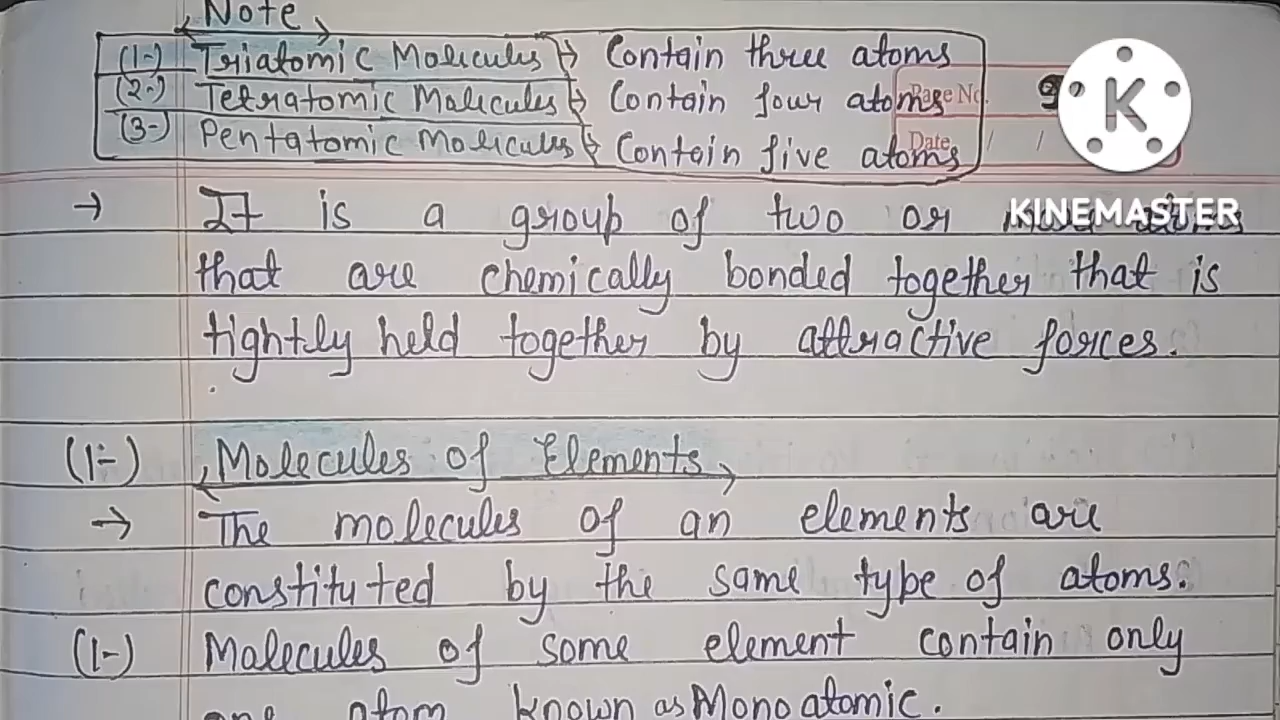 Note
(1-) Triatomic Molecules → Contain three atoms
(2-) Tetratomic Molecules → Contain four atoms
(3-) Pentatomic Molecules → Contain five atoms
Page No.
Date / /
K
KINEMASTER
→ It is a group of two or
that are chemically bonded together that is
tightly held together by attractive forces.
(1:-) Molecules of Elements
→ The molecules of an elements are
constituted by the same type of atoms.
(1-) Molecules of some element contain only
one atom known as Monoatomic.